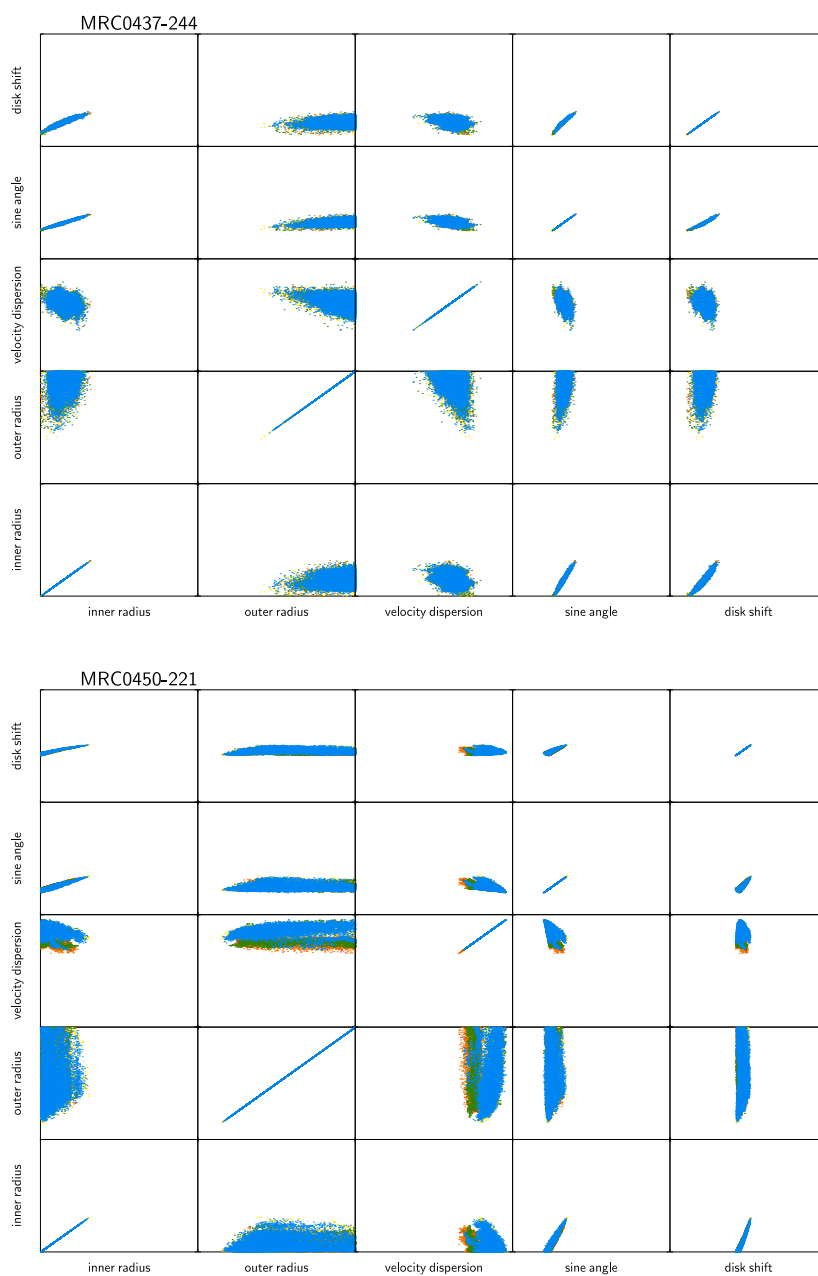 MRC0437-244
disk shift
sine angle
velocity dispersion
outer radius
inner radius
inner radius outer radius velocity dispersion sine angle disk shift
MRC0450-221
disk shift
sine angle
velocity dispersion
outer radius
inner radius
inner radius outer radius velocity dispersion sine angle disk shift